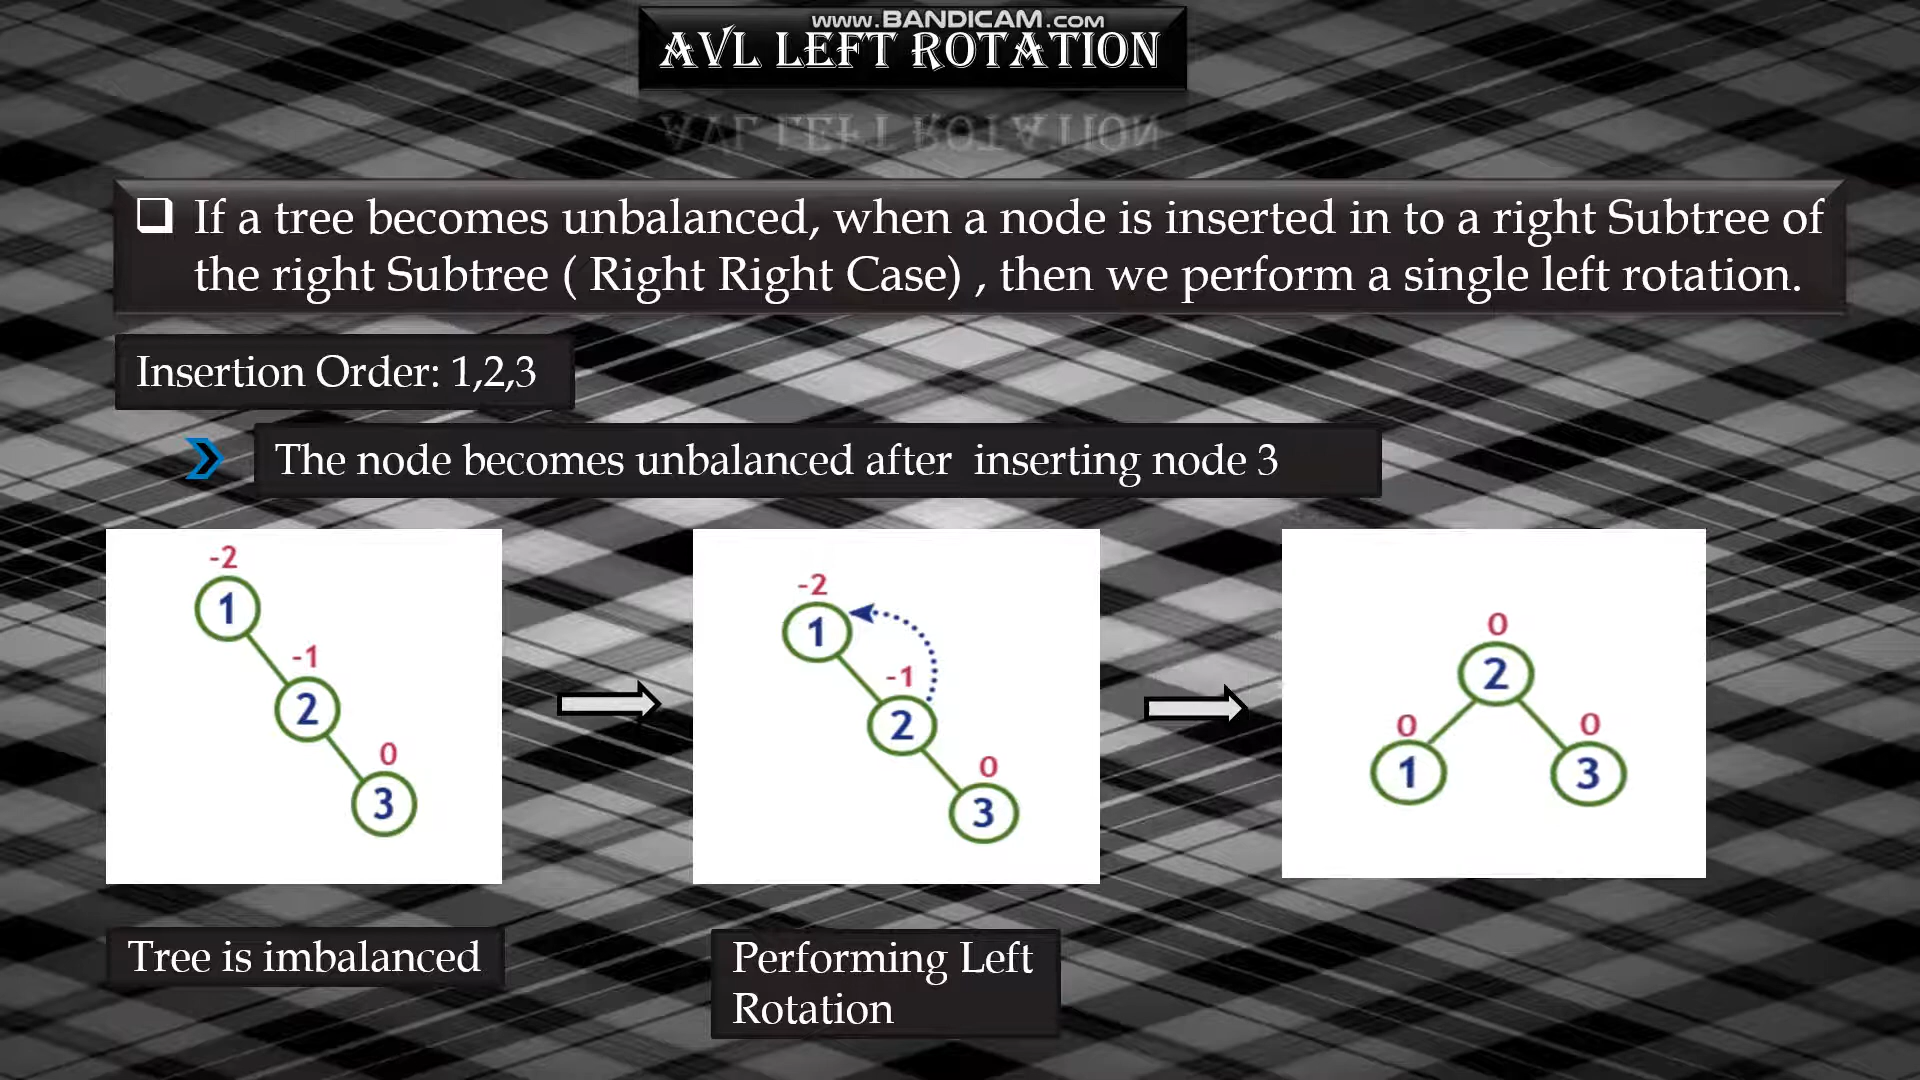 www.BANDICAM.com
AVL LEFT ROTATION
If a tree becomes unbalanced, when a node is inserted in to a right Subtree of
the right Subtree ( Right Right Case) , then we perform a single left rotation.
Insertion Order: 1,2,3
The node becomes unbalanced after inserting node 3
-2
1
-1
2
0
3
-2
1
-1
2
0
3
0
2
0
1
0
3
Tree is imbalanced
Performing Left
Rotation